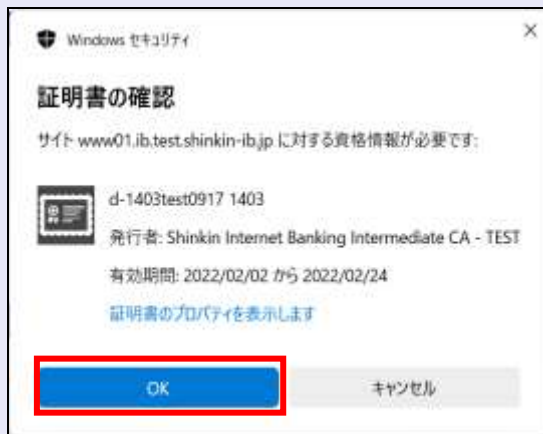 Windows セキュリティ
証明書の確認
サイト www01.ib.test.shinkin-ib.jp に対する資格情報が必要です:
d-1403test0917 1403
発行者: Shinkin Internet Banking Intermediate CA - TEST
有効期間: 2022/02/02 から 2022/02/24
証明書のプロパティを表示します
OK キャンセル